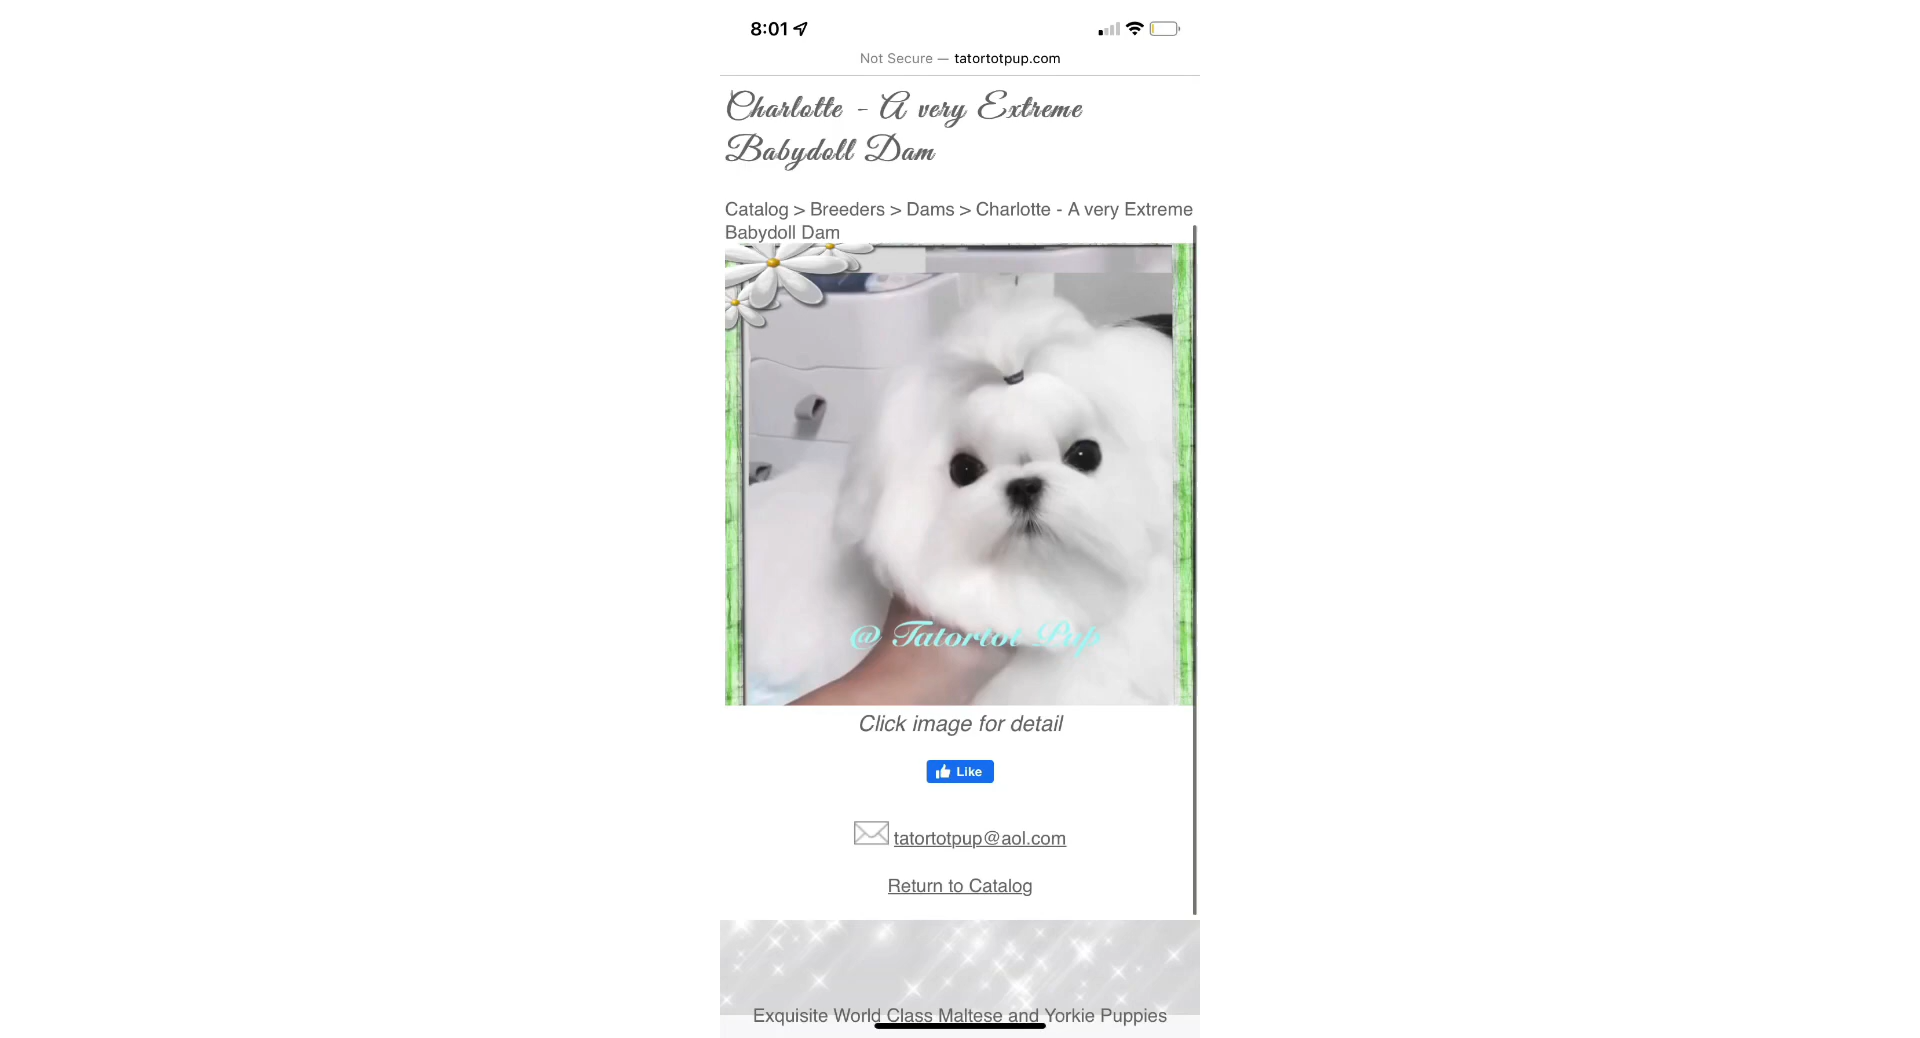 8:01
Not Secure — tatortotpup.com
Charlotte - A very Extreme
Babydoll Dam
Catalog > Breeders > Dams > Charlotte - A very Extreme
Babydoll Dam
@ Tatortot Pup
Click image for detail
Like
tatortotpup@aol.com
Return to Catalog
Exquisite World Class Maltese and Yorkie Puppies